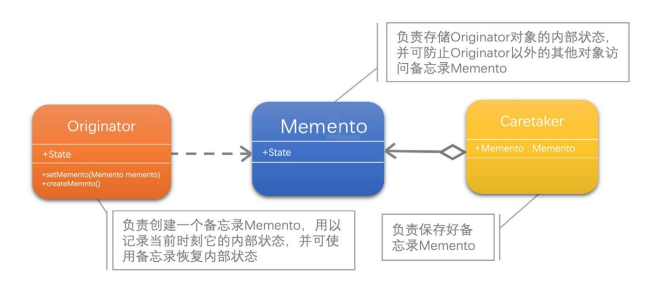 负责存储Originator对象的内部状态，
并可防止Originator以外的其他对象访
问备忘录Memento
Originator
+State
+setMemento(Memento memento)
+createMemnto()
Memento
+State
Caretaker
+Memento : Memento
负责创建一个备忘录Memento，用以
记录当前时刻它的内部状态，并可使
用备忘录恢复内部状态
负责保存好备
忘录Memento